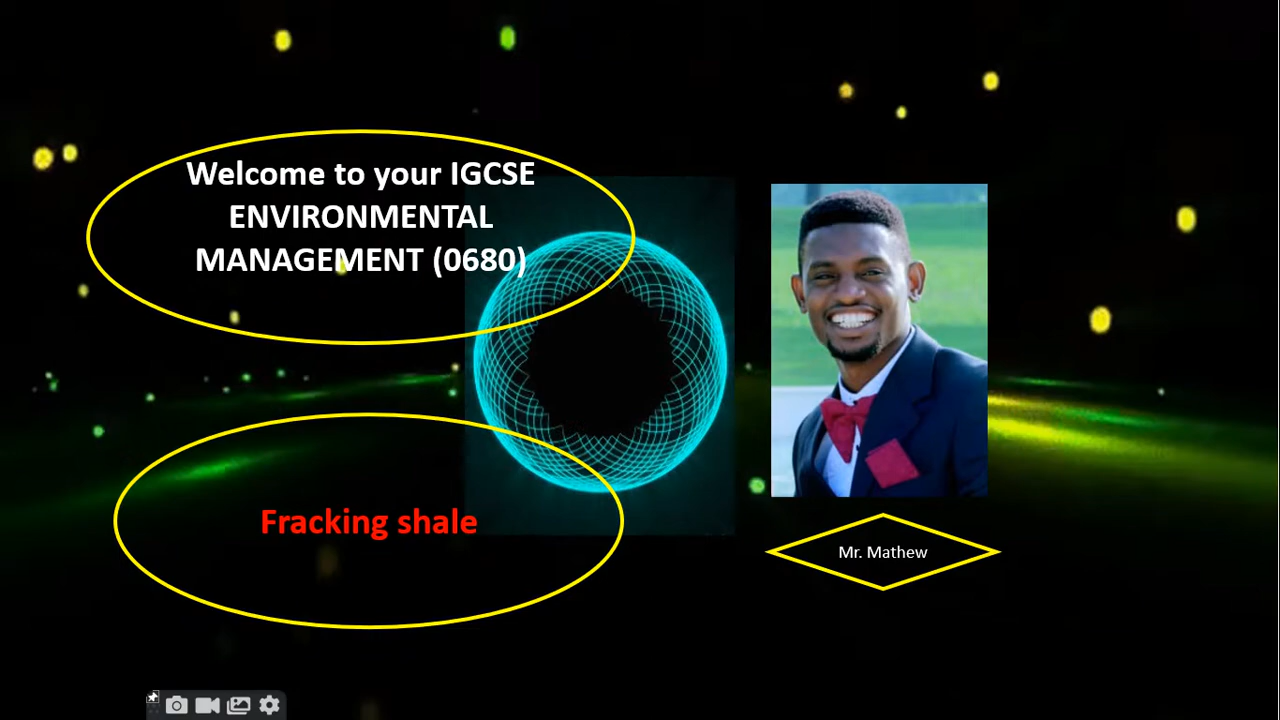 Welcome to your IGCSE
ENVIRONMENTAL
MANAGEMENT (0680)
Fracking shale
Mr. Mathew